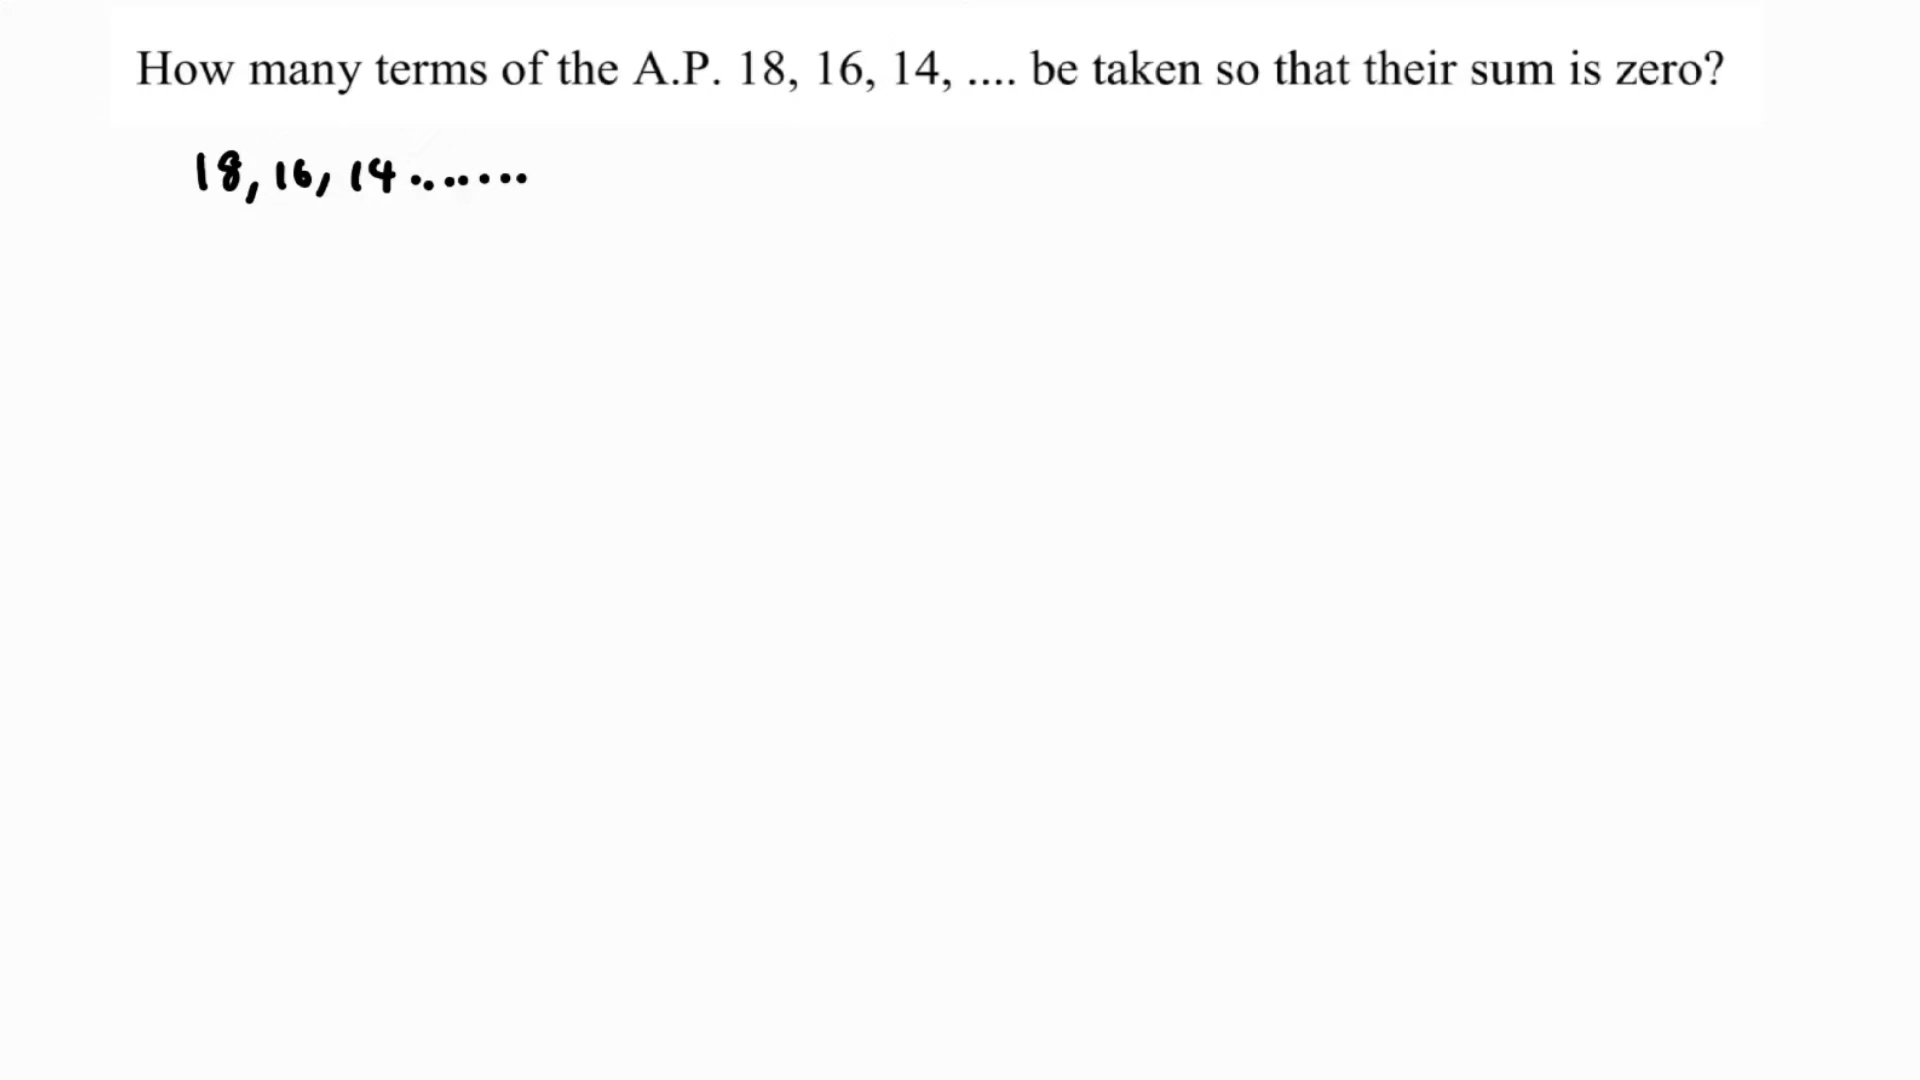 How many terms of the A.P. 18, 16, 14, .... be taken so that their sum is zero?
18, 16, 14........